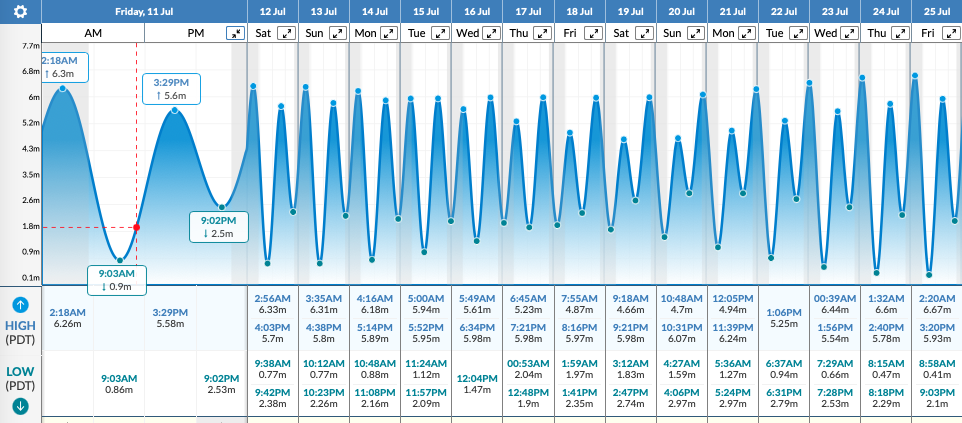 Friday, 11 Jul 12 Jul 13 Jul 14 Jul 15 Jul 16 Jul 17 Jul 18 Jul 19 Jul 20 Jul 21 Jul 22 Jul 23 Jul 24 Jul 25 Jul
AM PM Sat Sun Mon Tue Wed Thu Fri Sat Sun Mon Tue Wed Thu Fri
7.7m
6.8m
6m
5.2m
4.3m
3.5m
2.6m
1.8m
0.9m
0.1m
2:18AM
↑ 6.3m
3:29PM
↑ 5.6m
9:02PM
↓ 2.5m
9:03AM
↓ 0.9m
HIGH
(PDT)
2:18AM 3:29PM
6.26m 5.58m
2:56AM 3:35AM 4:16AM 5:00AM 5:49AM 6:45AM 7:55AM 9:18AM 10:48AM 12:05PM 00:39AM 1:32AM 2:20AM
6.33m 6.31m 6.18m 5.94m 5.61m 5.23m 4.87m 4.66m 4.7m 4.94m 6.44m 6.6m 6.67m
1:06PM
5.25m
4:03PM 4:38PM 5:14PM 5:52PM 6:34PM 7:21PM 8:16PM 9:21PM 10:31PM 11:39PM 1:56PM 2:40PM 3:20PM
5.7m 5.8m 5.89m 5.95m 5.98m 5.98m 5.97m 5.98m 6.07m 6.24m 5.54m 5.78m 5.93m
LOW
(PDT)
9:03AM 9:02PM
0.86m 2.53m
9:38AM 10:12AM 10:48AM 11:24AM 00:53AM 1:59AM 3:12AM 4:27AM 5:36AM 6:37AM 7:29AM 8:15AM 8:58AM
0.77m 0.77m 0.88m 1.12m 2.04m 1.97m 1.83m 1.59m 1.27m 0.94m 0.66m 0.47m 0.41m
12:04PM
1.47m
9:42PM 10:23PM 11:08PM 11:57PM 12:48PM 1:41PM 2:47PM 4:06PM 5:24PM 6:31PM 7:28PM 8:18PM 9:03PM
2.38m 2.26m 2.16m 2.09m 1.9m 2.35m 2.74m 2.97m 2.97m 2.79m 2.53m 2.29m 2.1m